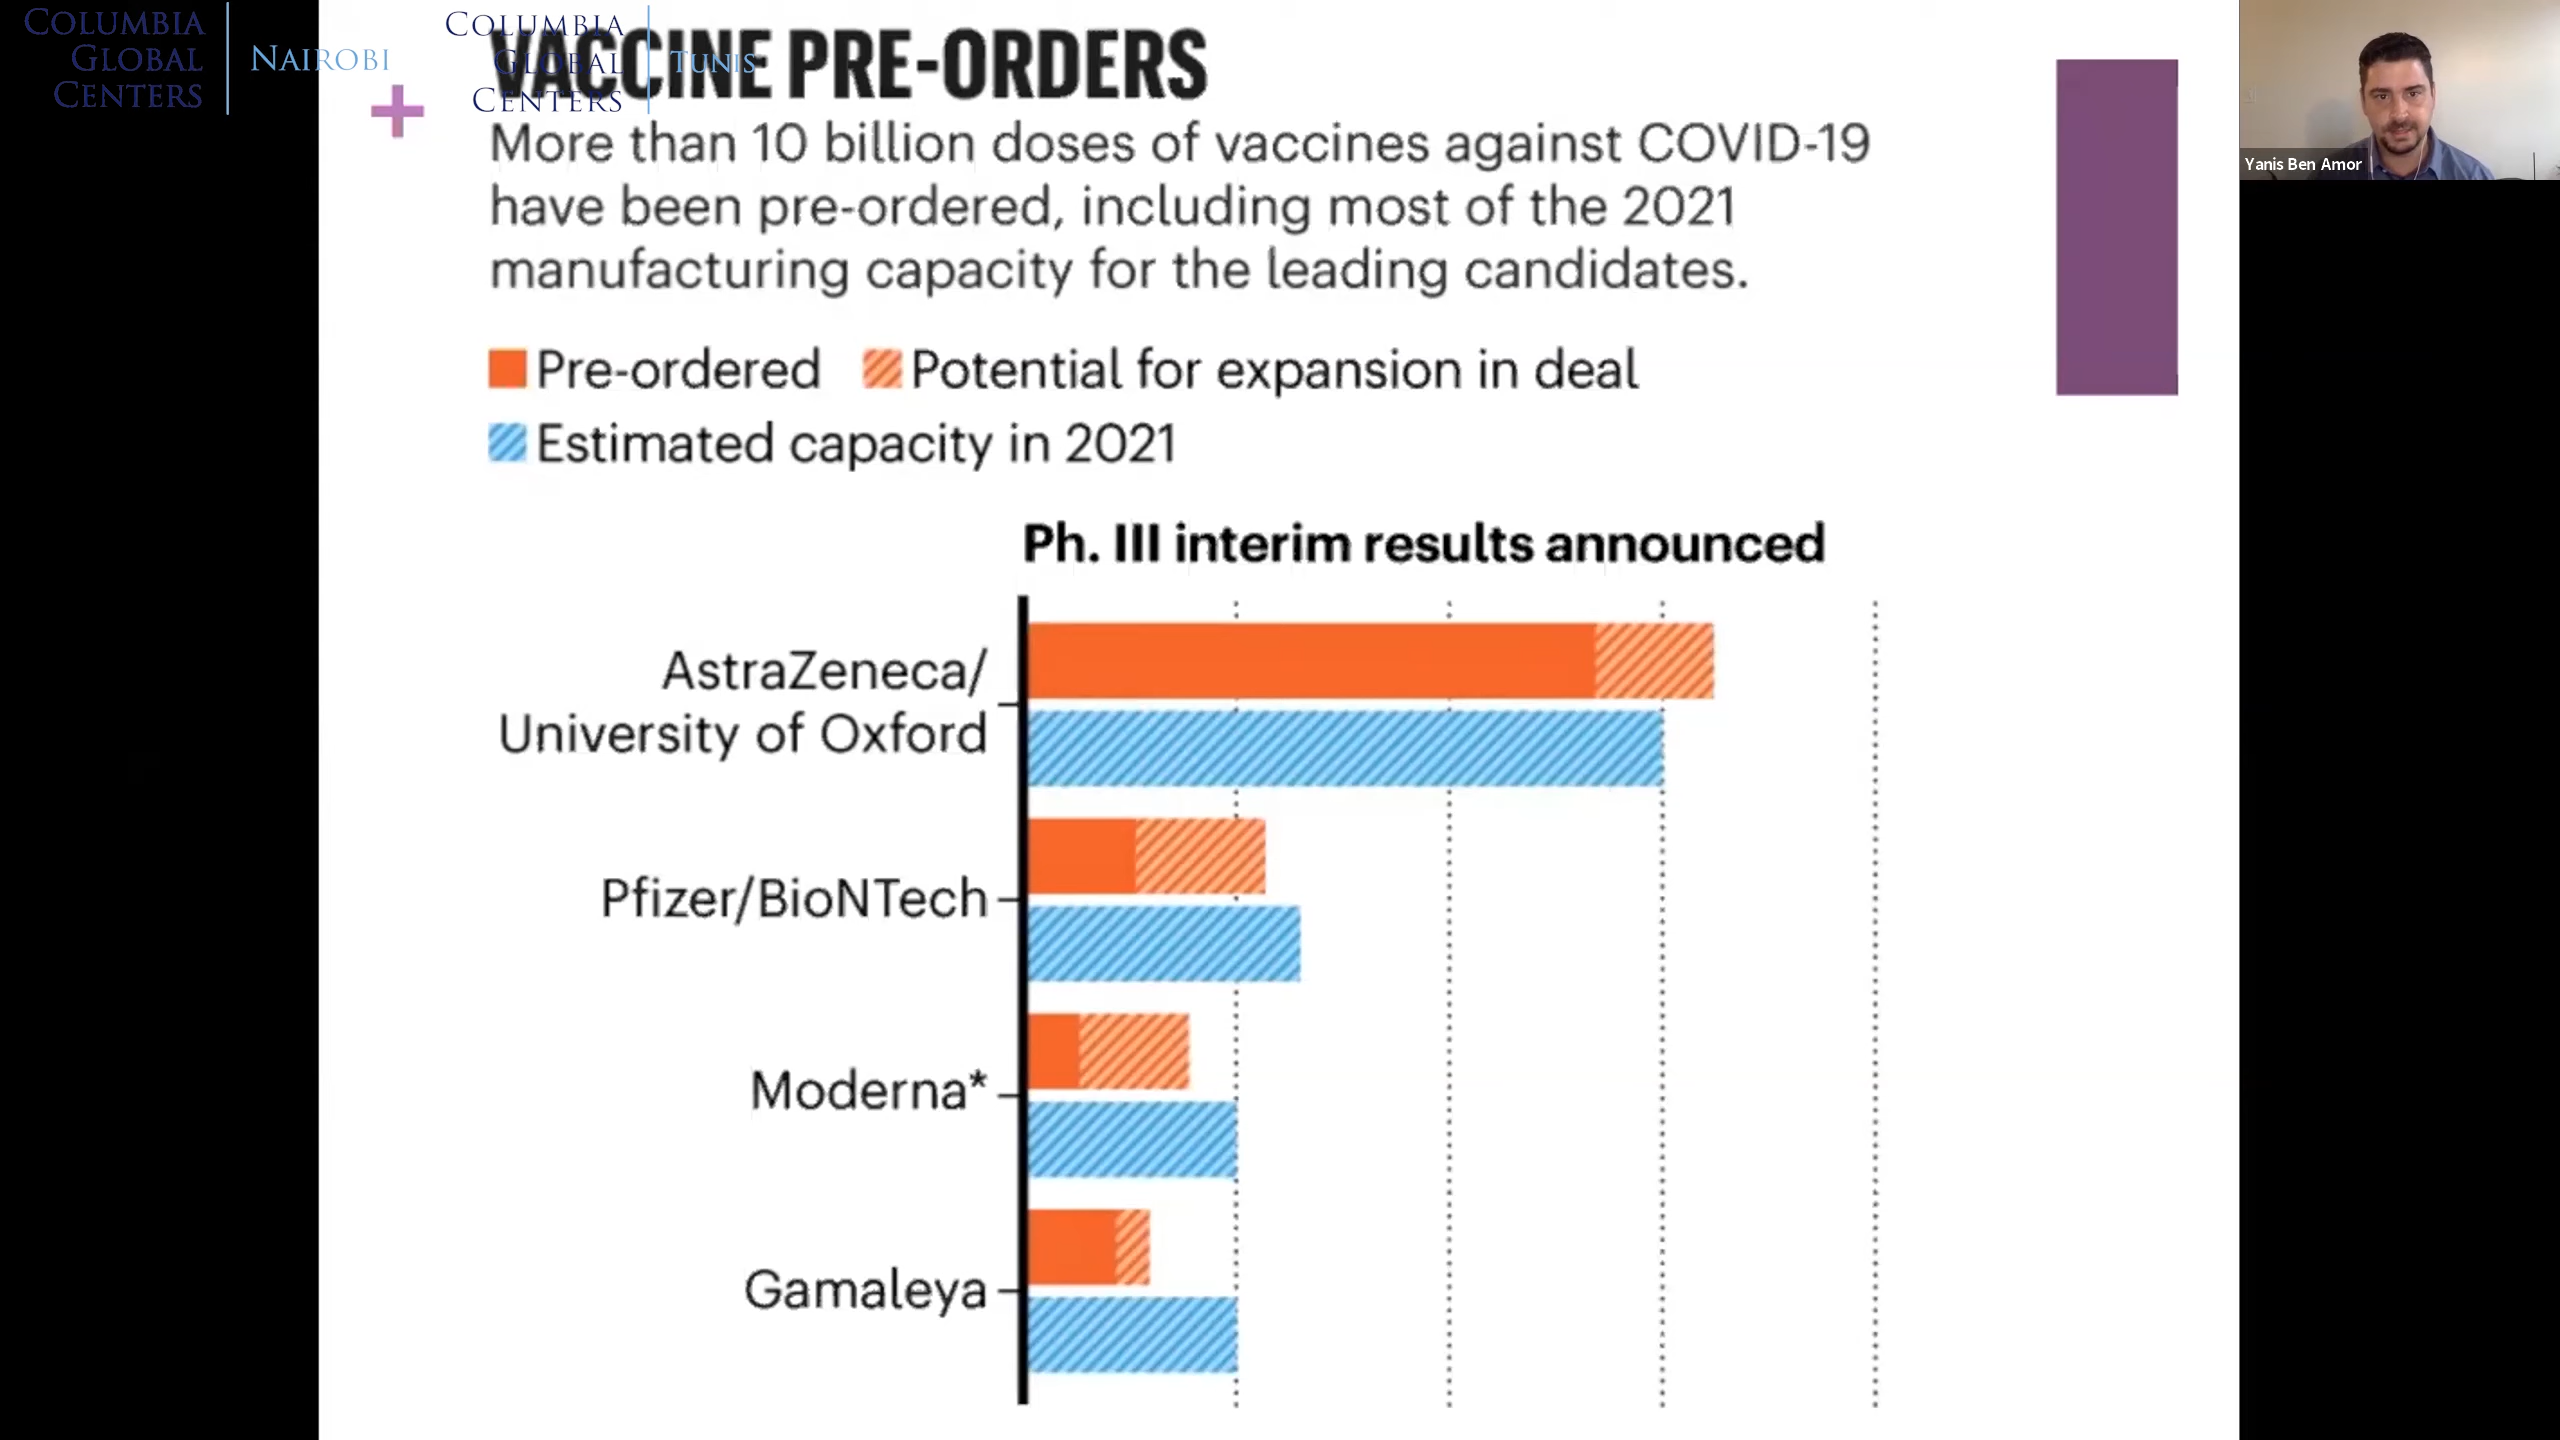 COLUMBIA
GLOBAL
CENTERS
NAIROBI
COLUMBIA
GLOBAL
CENTERS
TUNIS
VACCINE PRE-ORDERS
More than 10 billion doses of vaccines against COVID-19
have been pre-ordered, including most of the 2021
manufacturing capacity for the leading candidates.
Pre-ordered Potential for expansion in deal
Estimated capacity in 2021
Ph. III interim results announced
AstraZeneca/
University of Oxford
Pfizer/BioNTech
Moderna*
Gamaleya
Yanis Ben Amor